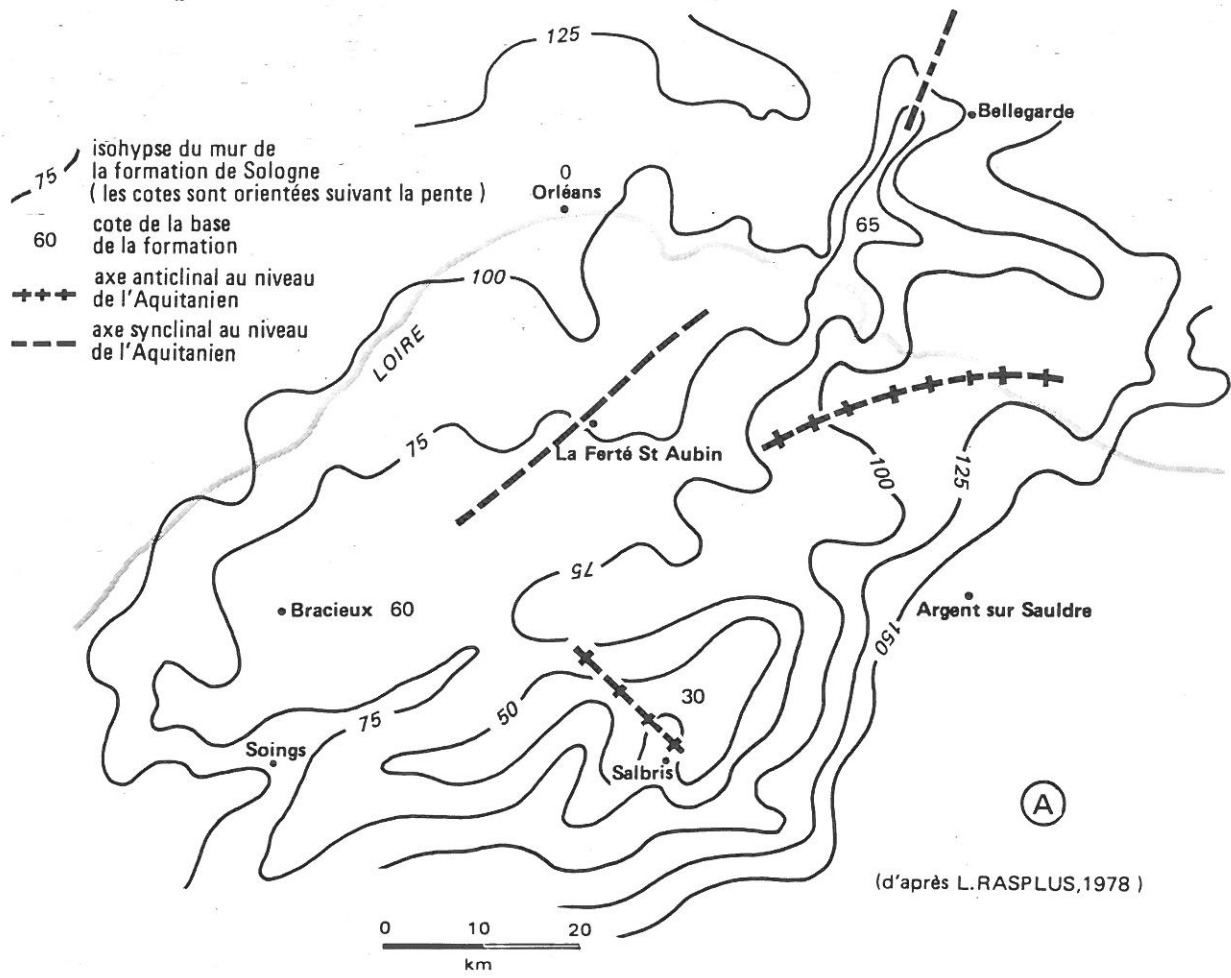 125
Bellegarde
75
isohypse du mur de
la formation de Sologne
( les cotes sont orientées suivant la pente )
60
cote de la base
de la formation
axe anticlinal au niveau
de l'Aquitanien
axe synclinal au niveau
de l'Aquitanien
0
Orléans
65
100
LOIRE
75
La Ferté St Aubin
100
125
75
Bracieux 60
Argent sur Sauldre
150
30
50
75
Soings
Salbris
A
(d'après L.RASPLUS,1978 )
0 10 20
km